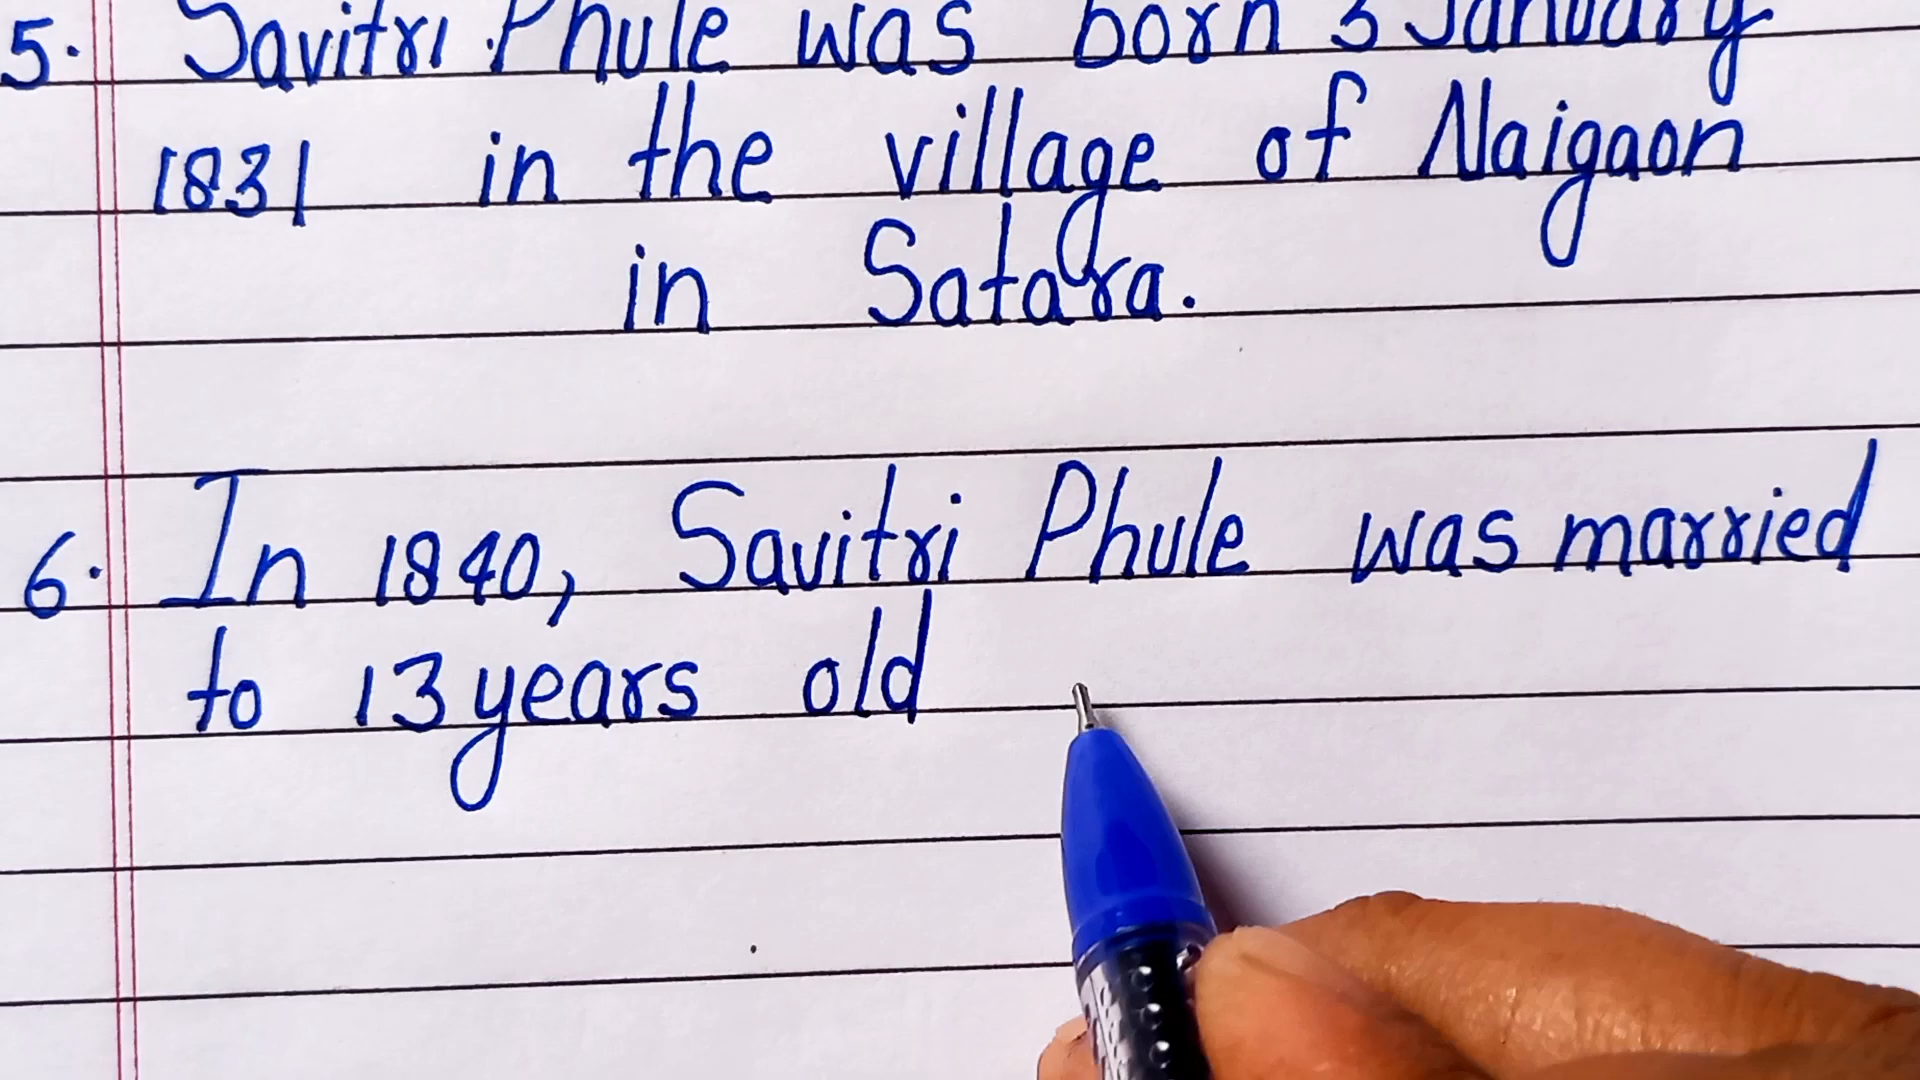 5. Savitri Phule was born 3 January
1831 in the village of Naigaon
in Satara.
6. In 1840, Savitri Phule was married
to 13 years old